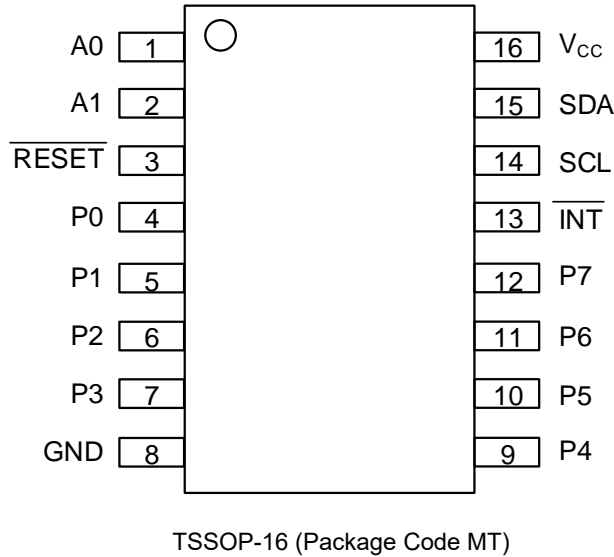 A0 1 16 VCC
A1 2 15 SDA
RESET 3 14 SCL
P0 4 13 INT
P1 5 12 P7
P2 6 11 P6
P3 7 10 P5
GND 8 9 P4
TSSOP-16 (Package Code MT)